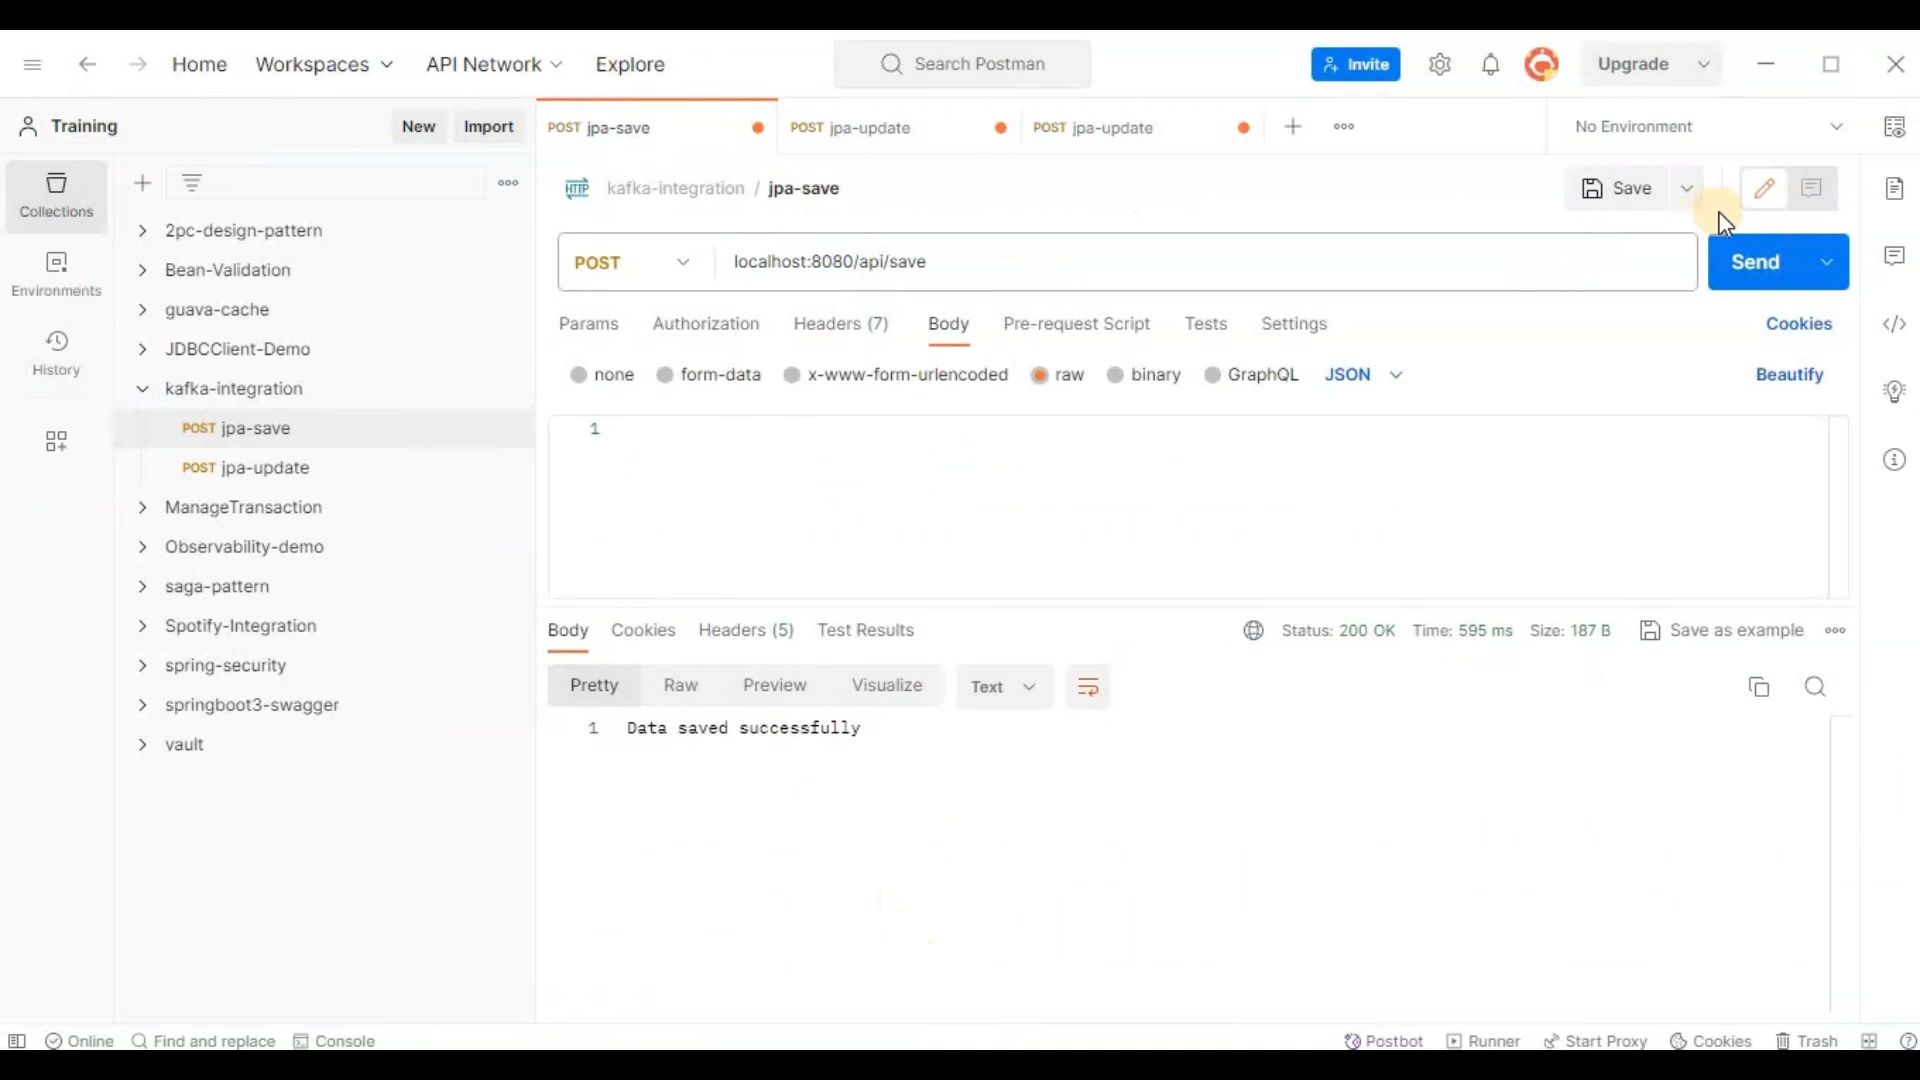 Home Workspaces API Network Explore Search Postman Invite Upgrade
Training New Import POST jpa-save POST jpa-update POST jpa-update No Environment
Collections
Environments
History
2pc-design-pattern
Bean-Validation
guava-cache
JDBCClient-Demo
kafka-integration
POST jpa-save
POST jpa-update
ManageTransaction
Observability-demo
saga-pattern
Spotify-Integration
spring-security
springboot3-swagger
vault
HTTP kafka-integration / jpa-save Save
POST localhost:8080/api/save Send
Params Authorization Headers (7) Body Pre-request Script Tests Settings Cookies
none form-data x-www-form-urlencoded raw binary GraphQL JSON Beautify
1
Body Cookies Headers (5) Test Results Status: 200 OK Time: 595 ms Size: 187 B Save as example
Pretty Raw Preview Visualize Text
1 Data saved successfully
Online Find and replace Console Postbot Runner Start Proxy Cookies Trash